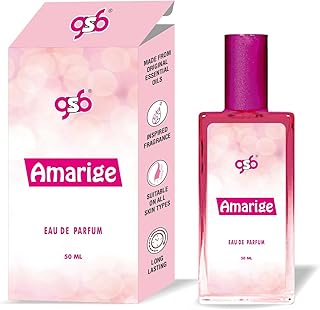 gsb
Amarige
EAU DE PARFUM
50 ML
MADE FROM
ORIGINAL
ESSENTIAL
OILS
INSPIRED
FRAGRANCE
SUITABLE
ON ALL
SKIN TYPES
LONG
LASTING
gsb
Amarige
EAU DE PARFUM
50 ML